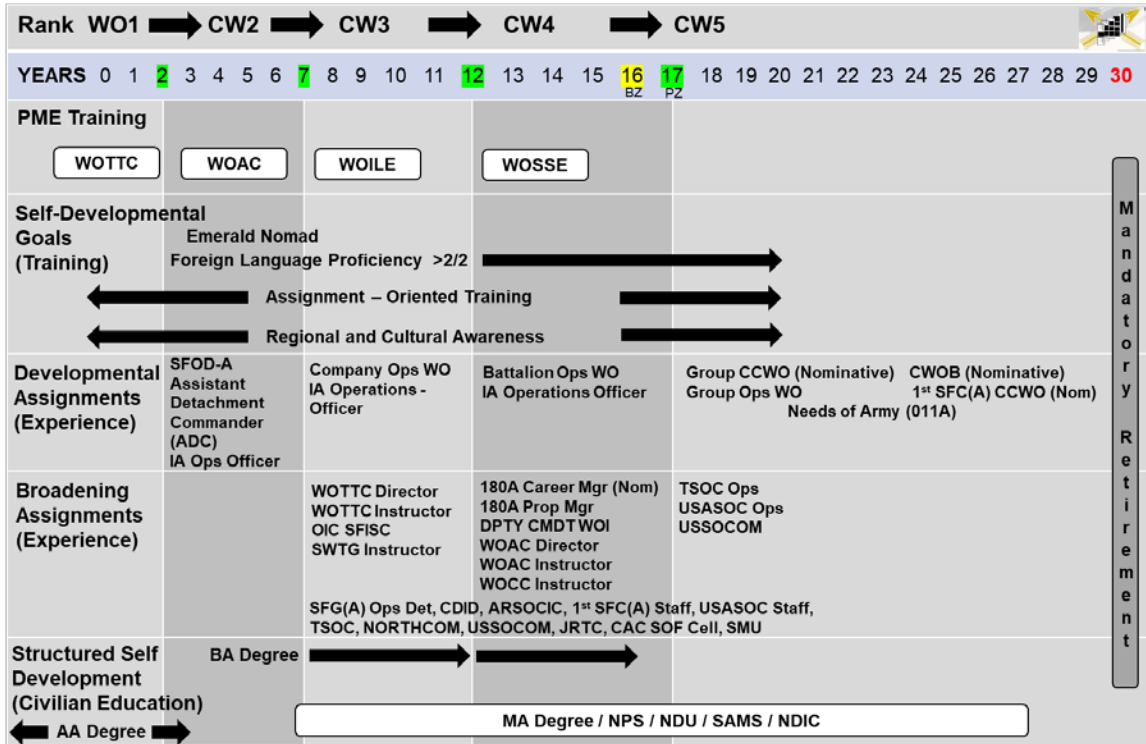 Rank WO1 CW2 CW3 CW4 CW5
YEARS 0 1 2 3 4 5 6 7 8 9 10 11 12 13 14 15 16 17 18 19 20 21 22 23 24 25 26 27 28 29 30
BZ PZ
PME Training
WOTTC WOAC WOILE WOSSE
Self-Developmental
Goals
(Training)
Emerald Nomad
Foreign Language Proficiency >2/2
Assignment – Oriented Training
Regional and Cultural Awareness
Developmental
Assignments
(Experience)
SFOD-A
Assistant
Detachment
Commander
(ADC)
IA Ops Officer
Company Ops WO
IA Operations -
Officer
Battalion Ops WO
IA Operations Officer
Group CCWO (Nominative) CWOB (Nominative)
Group Ops WO 1st SFC(A) CCWO (Nom)
Needs of Army (011A)
Broadening
Assignments
(Experience)
WOTTC Director
WOTTC Instructor
OIC SFISC
SWTG Instructor
180A Career Mgr (Nom)
180A Prop Mgr
DPTY CMDT WOI
WOAC Director
WOAC Instructor
WOCC Instructor
TSOC Ops
USASOC Ops
USSOCOM
SFG(A) Ops Det, CDID, ARSOCIC, 1st SFC(A) Staff, USASOC Staff,
TSOC, NORTHCOM, USSOCOM, JRTC, CAC SOF Cell, SMU
Structured Self
Development
(Civilian Education)
BA Degree
AA Degree
MA Degree / NPS / NDU / SAMS / NDIC
Mandatory Retirement